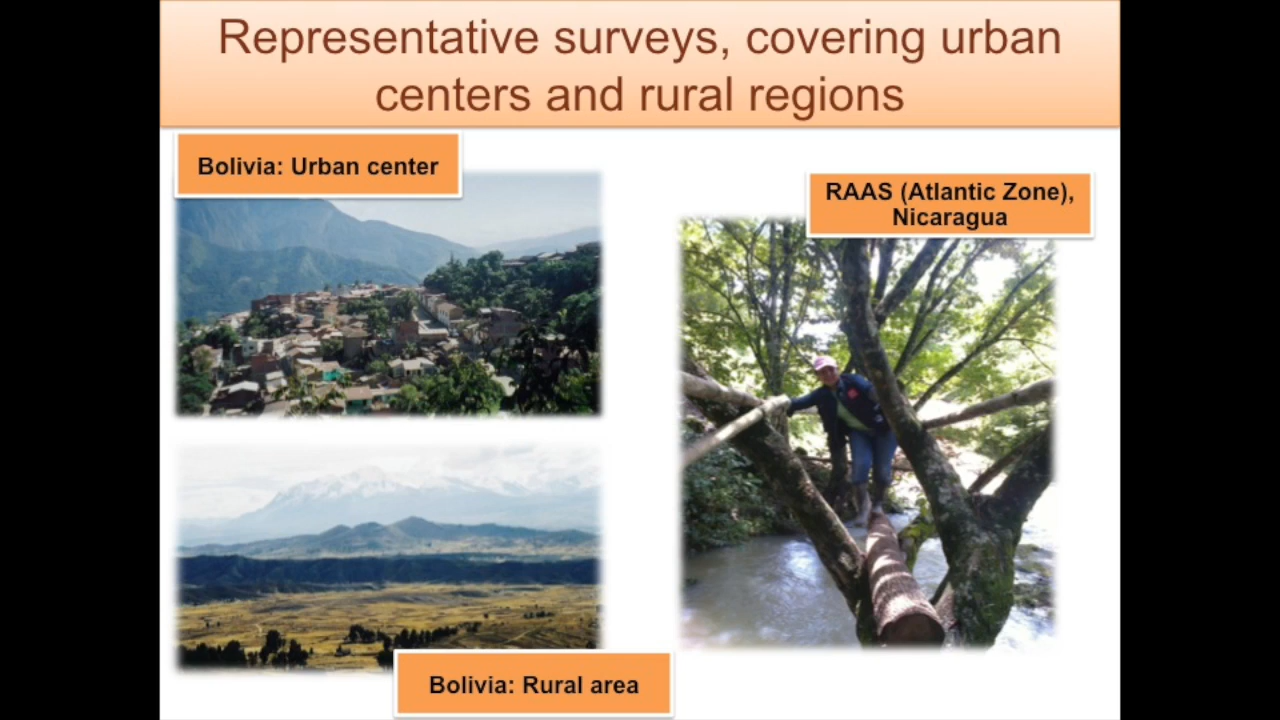 Representative surveys, covering urban
centers and rural regions
Bolivia: Urban center
RAAS (Atlantic Zone),
Nicaragua
Bolivia: Rural area